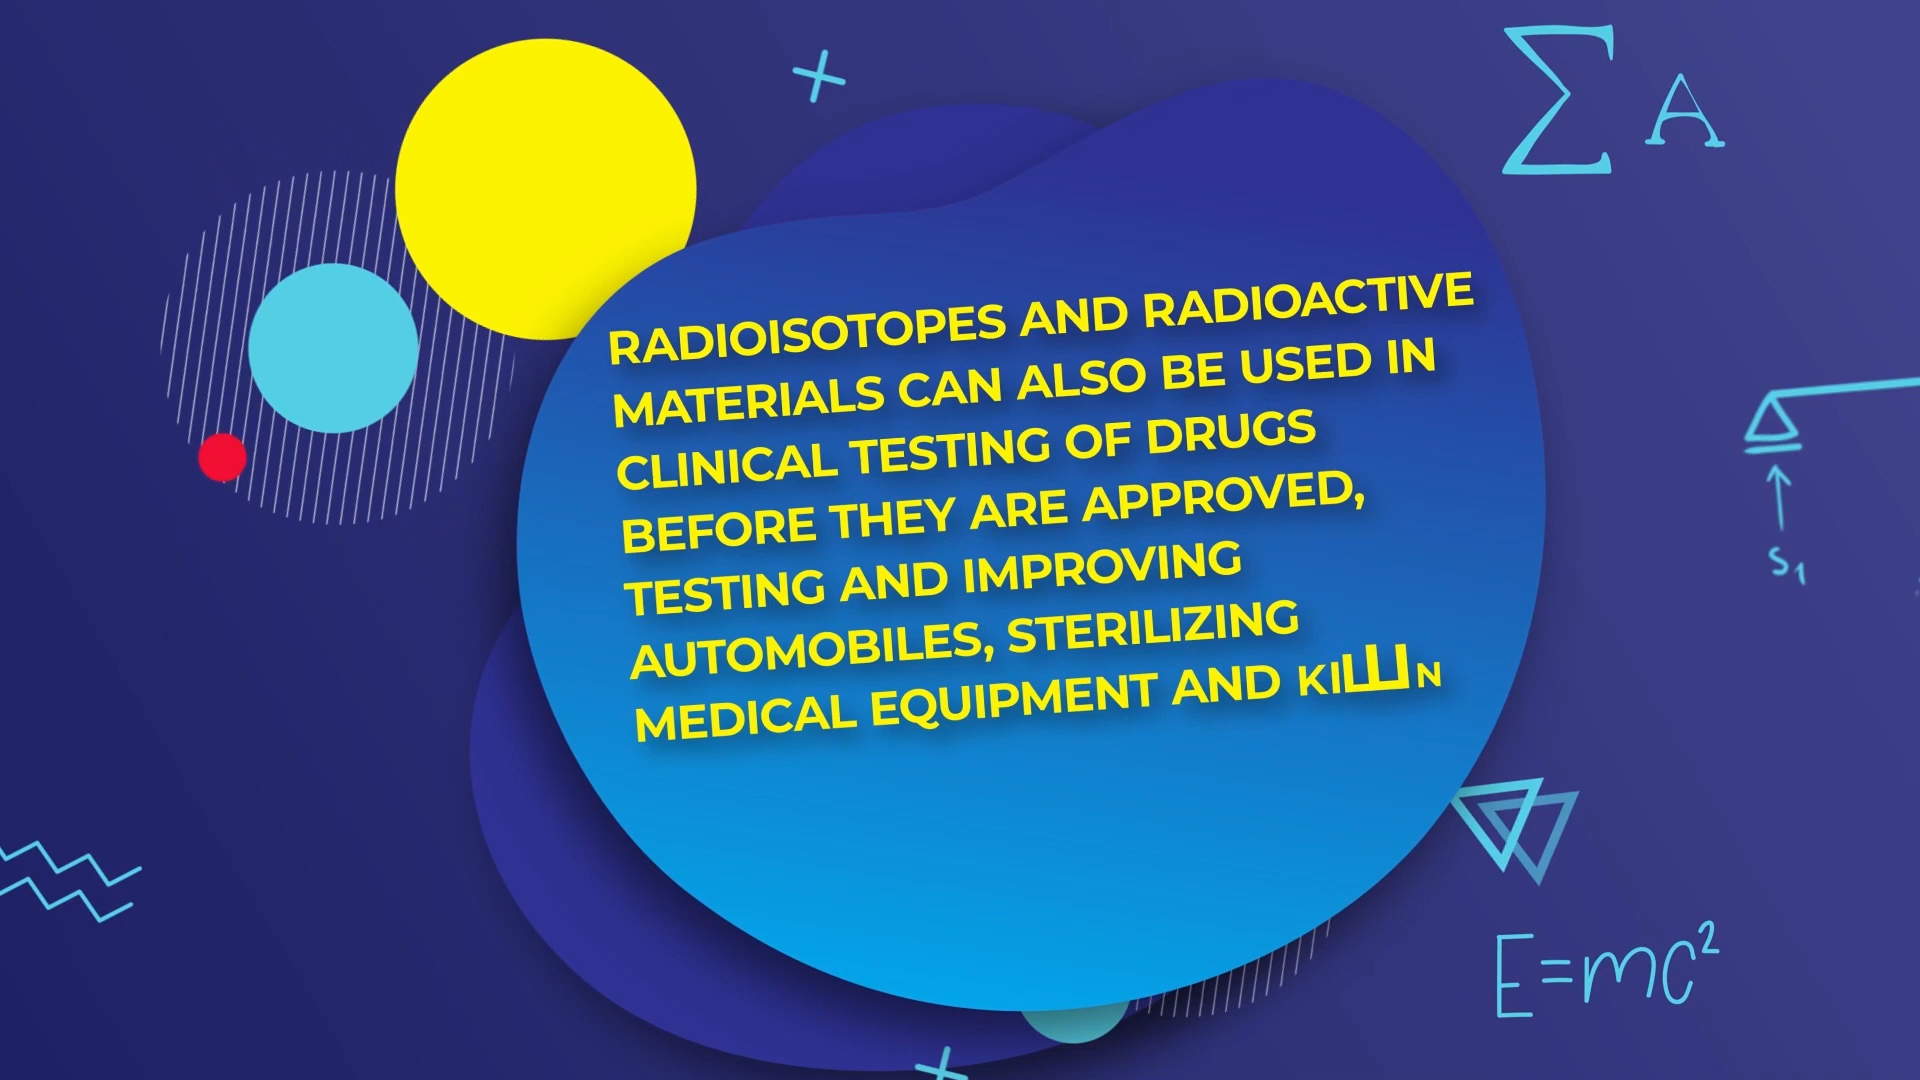 RADIOISOTOPES AND RADIOACTIVE
MATERIALS CAN ALSO BE USED IN
CLINICAL TESTING OF DRUGS
BEFORE THEY ARE APPROVED,
TESTING AND IMPROVING
AUTOMOBILES, STERILIZING
MEDICAL EQUIPMENT AND
Σ A
S₁
E=mc²